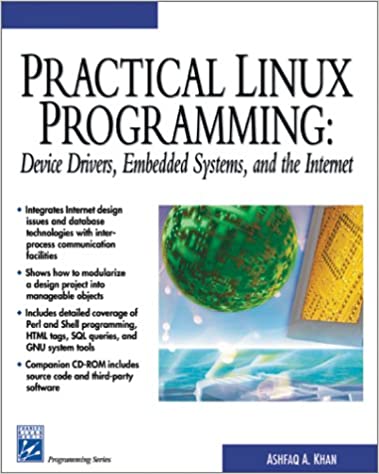 PRACTICAL LINUX
PROGRAMMING:
Device Drivers, Embedded Systems, and the Internet
• Integrates Internet design
issues and database
technologies with inter-
process communication
facilities
• Shows how to modularize
a design project into
manageable objects
• Includes detailed coverage of
Perl and Shell programming,
HTML tags, SQL queries, and
GNU system tools
• Companion CD-ROM includes
source code and third-party
software
CHARLES
RIVER
MEDIA
Programming Series
ASHFAQ A. KHAN